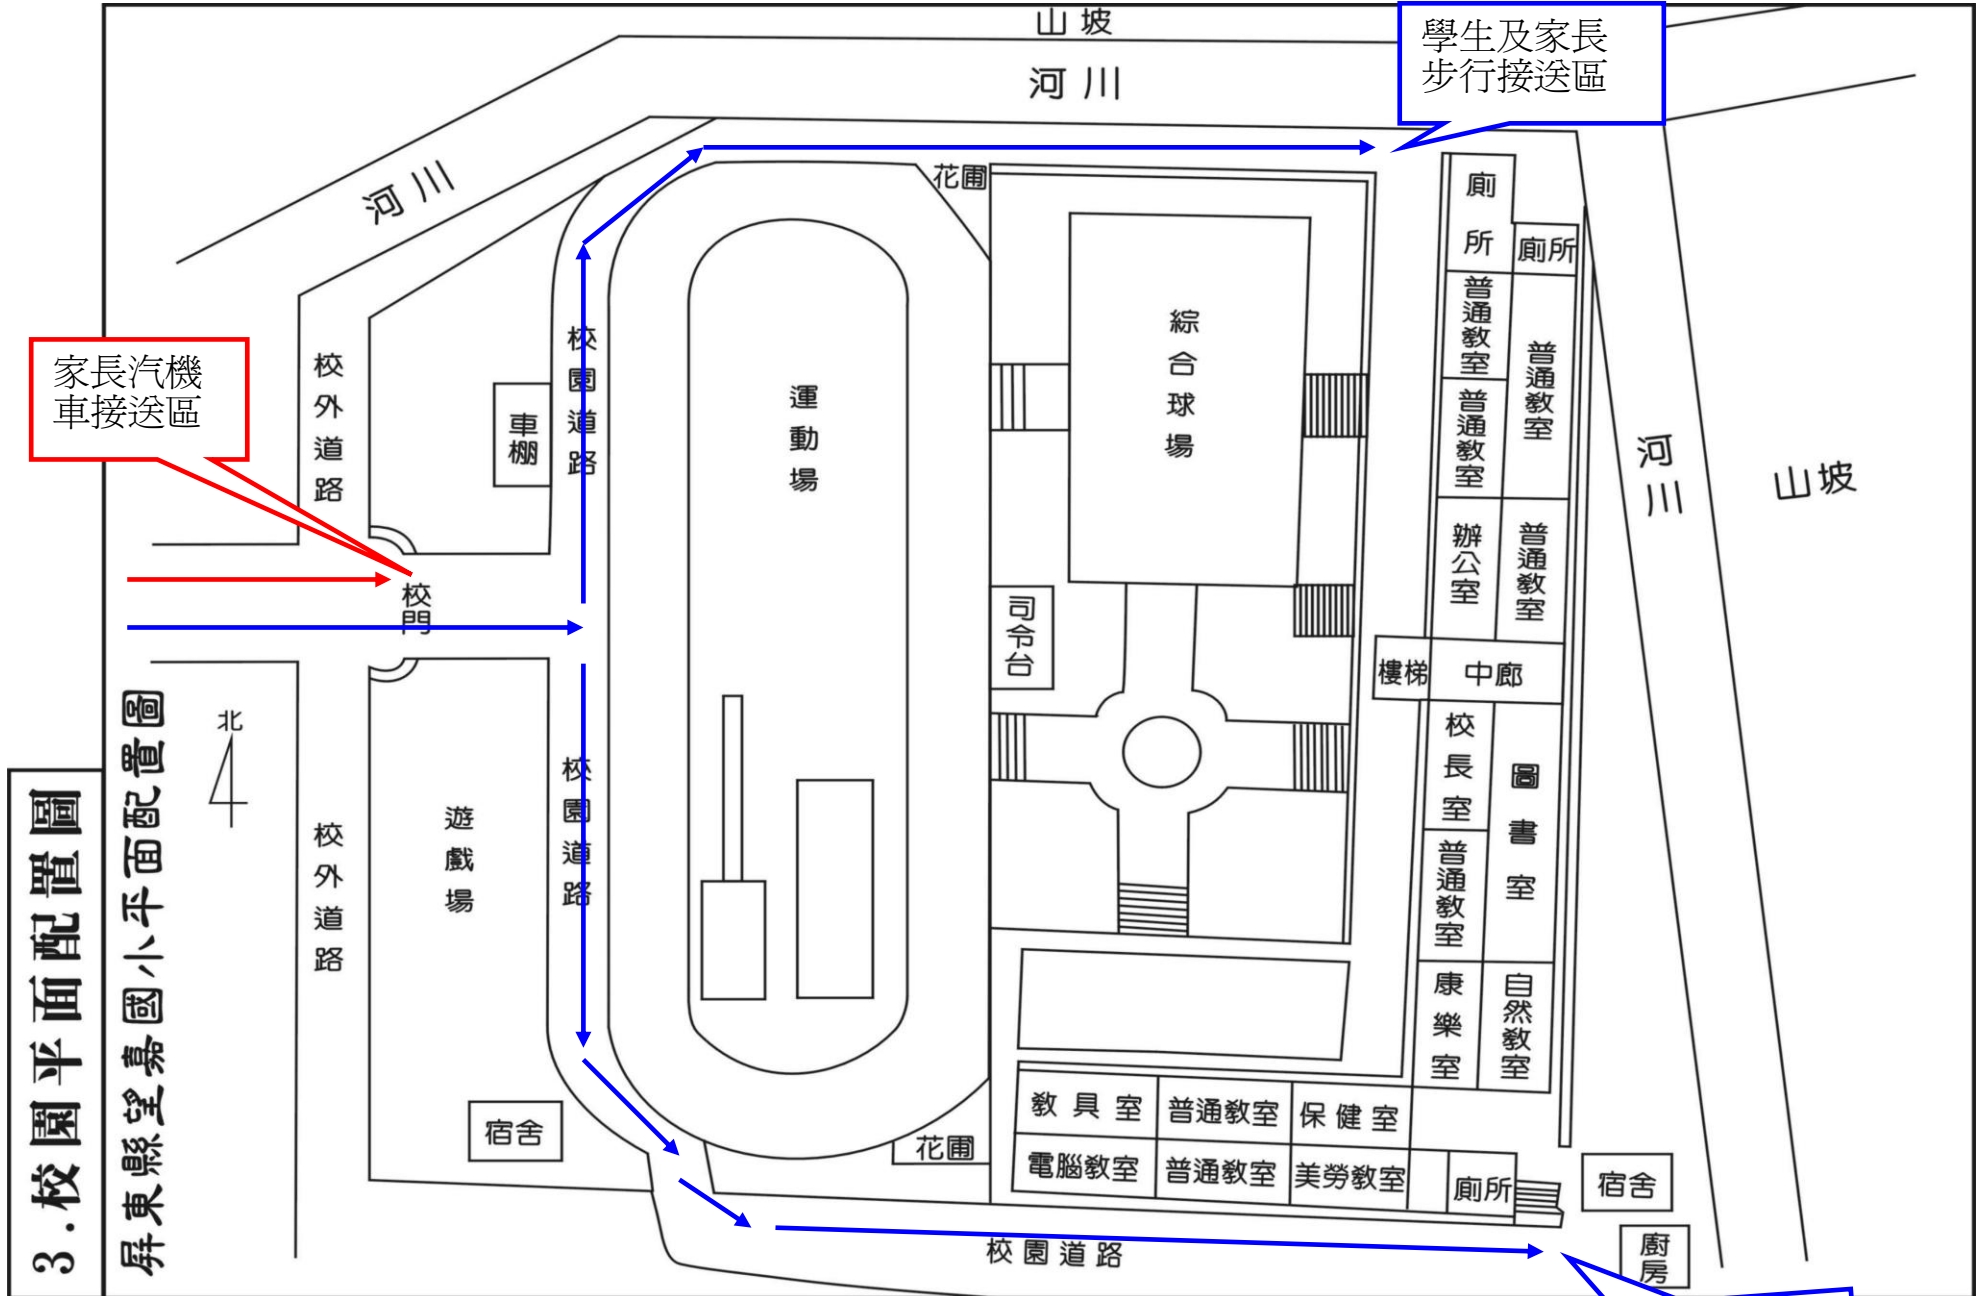 3.校園平面配置圖
屏東縣望嘉國小平面配置圖
山坡
學生及家長
步行接送區
河川
河川
花圃
廁所
廁所
普通教室
普通教室
普通教室
綜合球場
運動場
校園道路
車棚
校外道路
家長汽機
車接送區
河川
山坡
辦公室
普通教室
校門
司令台
樓梯
中廊
北
校長室
圖書室
校園道路
遊戲場
校外道路
普通教室
康樂室
自然教室
宿舍
花圃
教具室
普通教室
保健室
電腦教室
普通教室
美勞教室
廁所
宿舍
校園道路
廚房